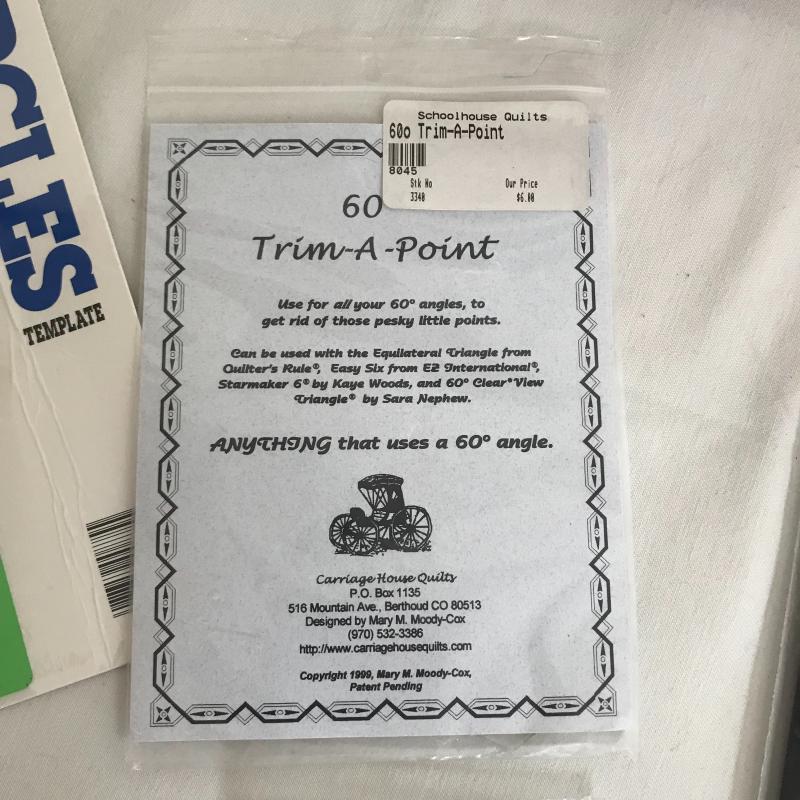 CLES
TEMPLATE
Schoolhouse Quilts
60o Trim-A-Point
8045
Stk No Our Price
3340 $6.00
60
Trim-A-Point
Use for all your 60° angles, to
get rid of those pesky little points.
Can be used with the Equilateral Triangle from
Quilter's Rule®, Easy Six from EZ International®,
Starmaker 6® by Kaye Woods, and 60° Clear*View
Triangle® by Sara Nephew.
ANYTHING that uses a 60° angle.
Carriage House Quilts
P.O. Box 1135
516 Mountain Ave., Berthoud CO 80513
Designed by Mary M. Moody-Cox
(970) 532-3386
http://www.carriagehousequilts.com
Copyright 1999, Mary M. Moody-Cox,
Patent Pending